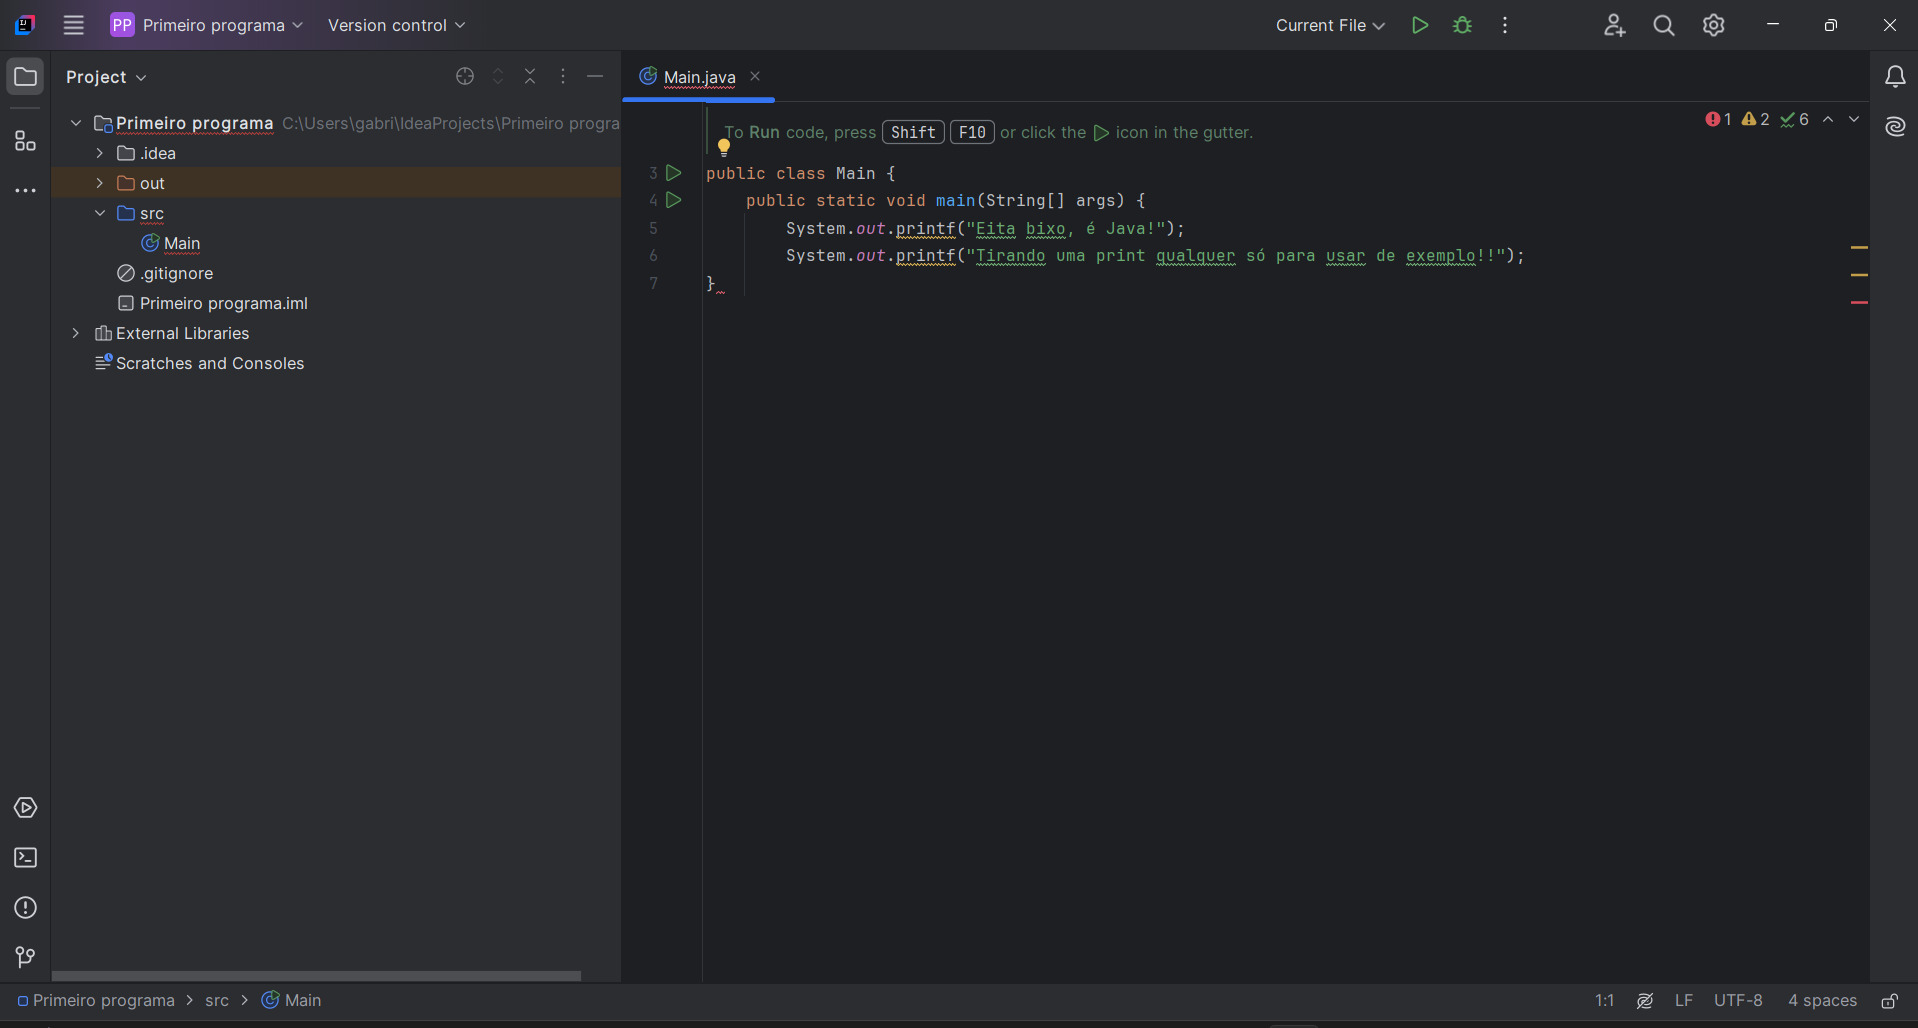 PP Primeiro programa Version control Current File
Project
Main.java
Primeiro programa C:\Users\gabri\IdeaProjects\Primeiro progra
.idea
out
src
Main
.gitignore
Primeiro programa.iml
External Libraries
Scratches and Consoles
To Run code, press Shift F10 or click the icon in the gutter.
1 2 6
3 public class Main {
4 public static void main(String[] args) {
5 System.out.printf("Eita bixo, é Java!");
6 System.out.printf("Tirando uma print qualquer só para usar de exemplo!!");
7 }
Primeiro programa > src > Main
1:1 LF UTF-8 4 spaces